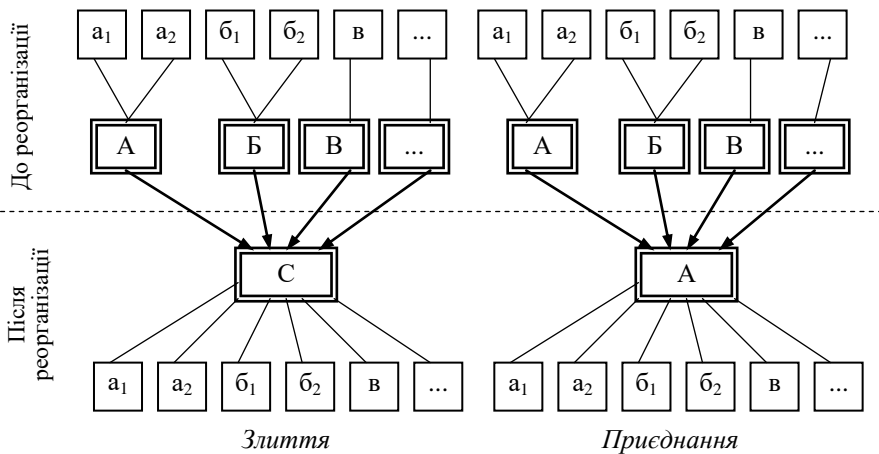 До реорганізації
а₁ а₂ б₁ б₂ в ... а₁ а₂ б₁ б₂ в ...
А Б В ... А Б В ...
Після
реорганізації
С А
а₁ а₂ б₁ б₂ в ... а₁ а₂ б₁ б₂ в ...
Злиття Приєднання